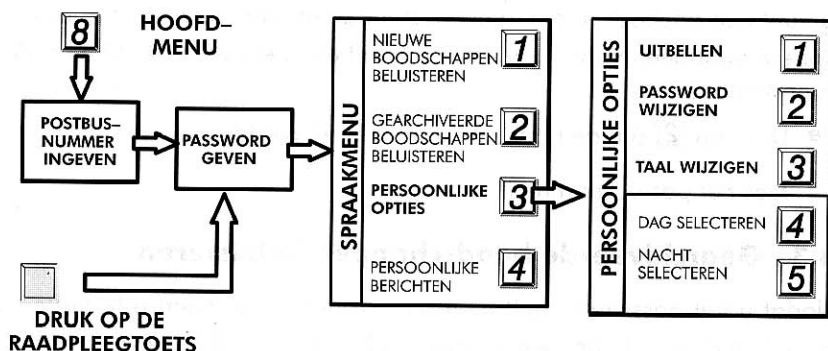 8
HOOFD–
MENU
POSTBUS–
NUMMER
INGEVEN
PASSWORD
GEVEN
DRUK OP DE
RAADPLEEGTOETS
SPRAAKMENU
NIEUWE
BOODSCHAPPEN
BELUISTEREN
1
GEARCHIVEERDE
BOODSCHAPPEN
BELUISTEREN
2
PERSOONLIJKE
OPTIES
3
PERSOONLIJKE
BERICHTEN
4
PERSOONLIJKE OPTIES
UITBELLEN
1
PASSWORD
WIJZIGEN
2
TAAL WIJZIGEN
3
DAG SELECTEREN
4
NACHT
SELECTEREN
5